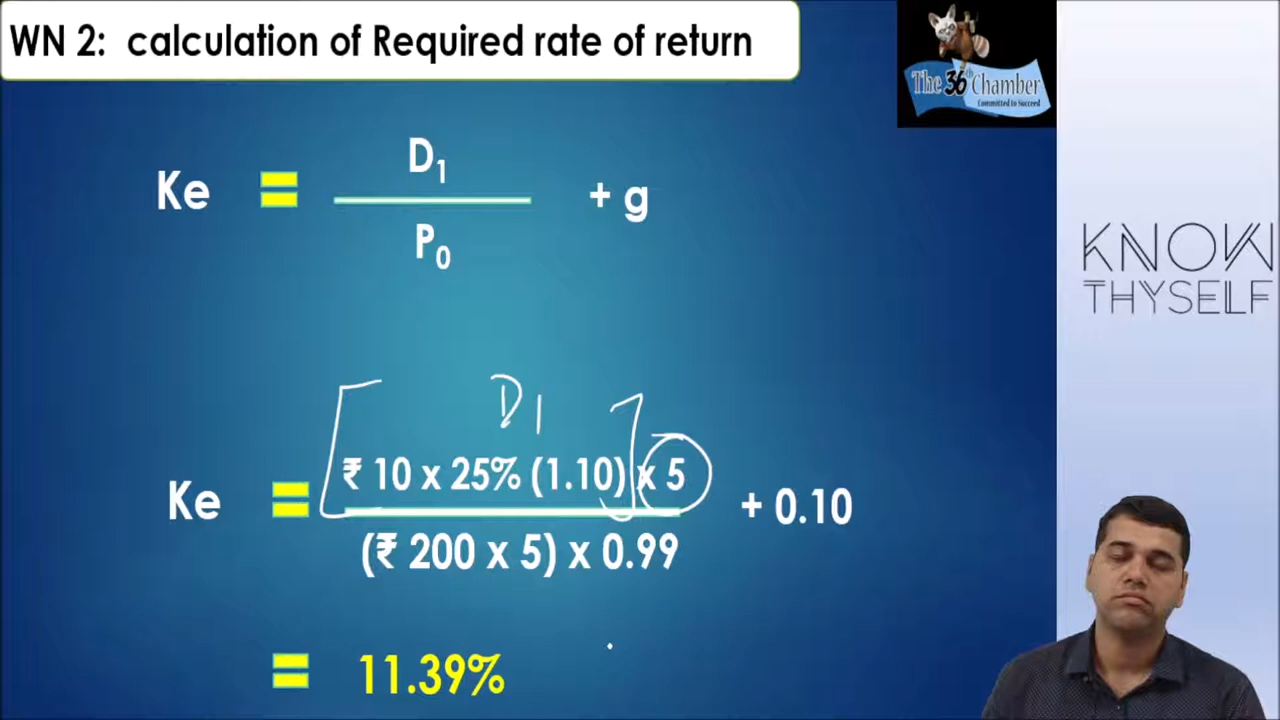 WN 2: calculation of Required rate of return
The 36th Chamber
Committed to Succeed
KNOW
THYSELF
D1
Ke = + g
P0
D1
₹ 10 x 25% (1.10) x 5
Ke = + 0.10
(₹ 200 x 5) x 0.99
= 11.39%